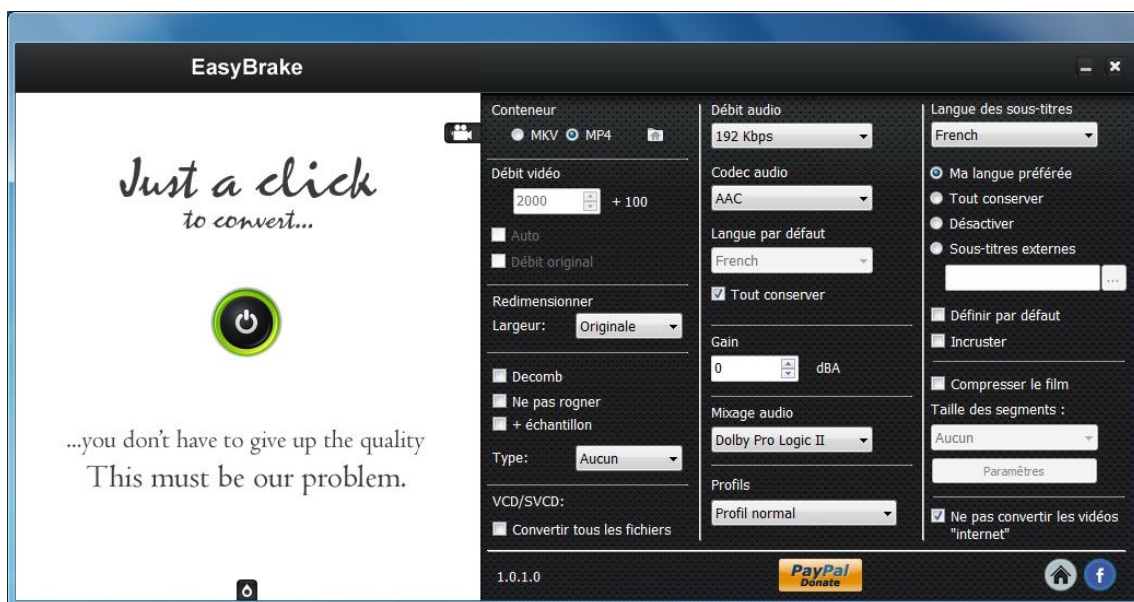 EasyBrake
Just a click
to convert...
...you don't have to give up the quality
This must be our problem.
Conteneur
MKV MP4
Débit vidéo
2000 + 100
Auto
Débit original
Redimensionner
Largeur: Originale
Decomb
Ne pas rogner
+ échantillon
Type: Aucun
VCD/SVCD:
Convertir tous les fichiers
Débit audio
192 Kbps
Codec audio
AAC
Langue par défaut
French
Tout conserver
Gain
0 dBA
Mixage audio
Dolby Pro Logic II
Profils
Profil normal
Langue des sous-titres
French
Ma langue préférée
Tout conserver
Désactiver
Sous-titres externes
...
Définir par défaut
Incruster
Compresser le film
Taille des segments :
Aucun
Paramêtres
Ne pas convertir les vidéos
"internet"
1.0.1.0
PayPal
Donate
f